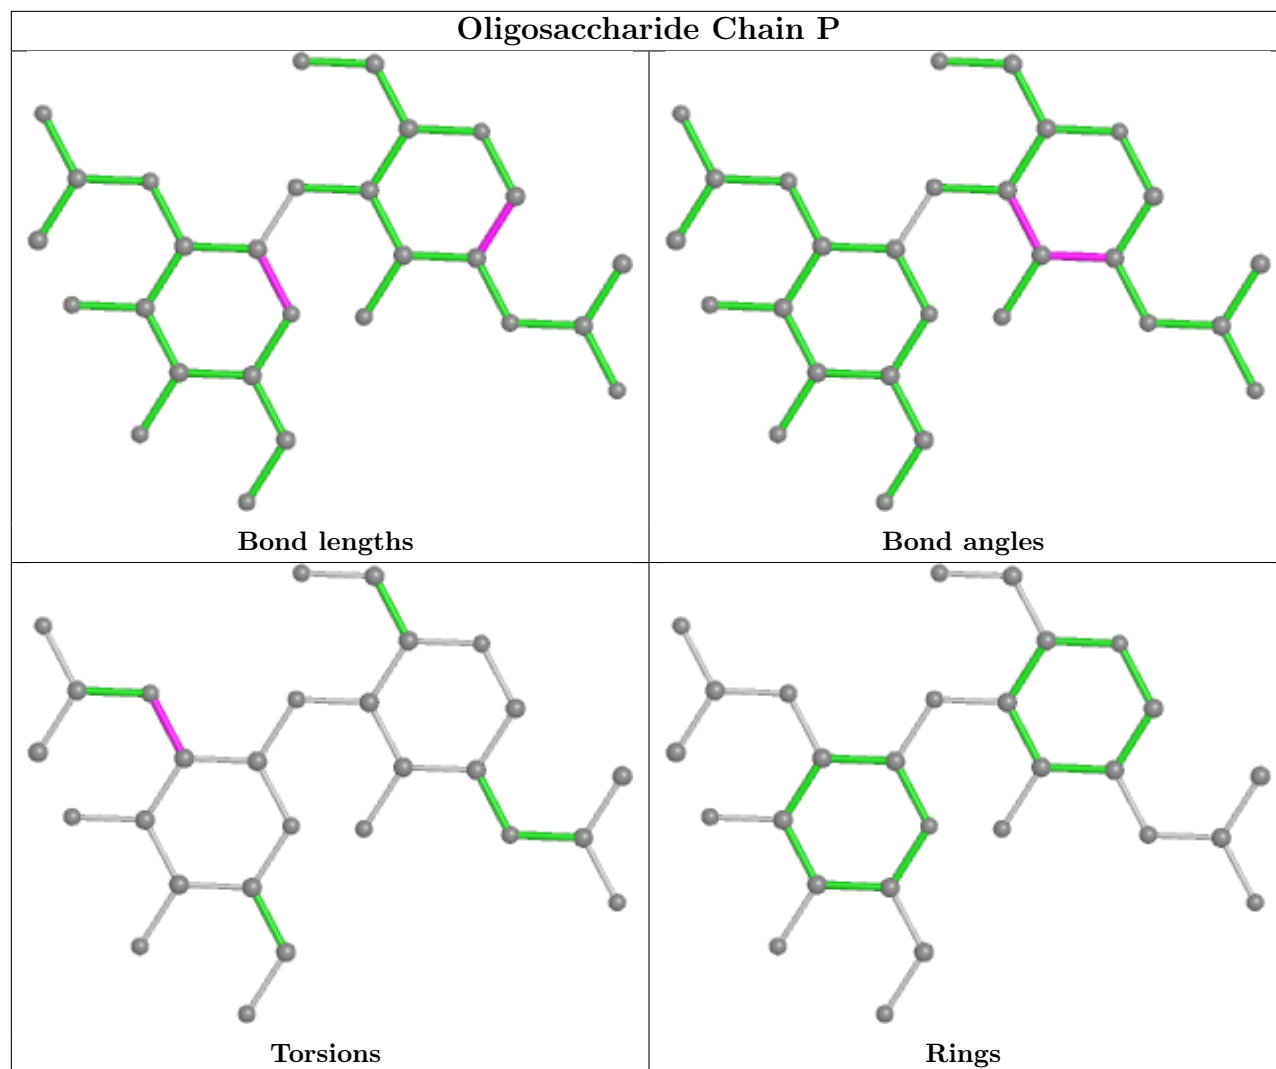 Oligosaccharide Chain P
Bond lengths
Bond angles
Torsions
Rings